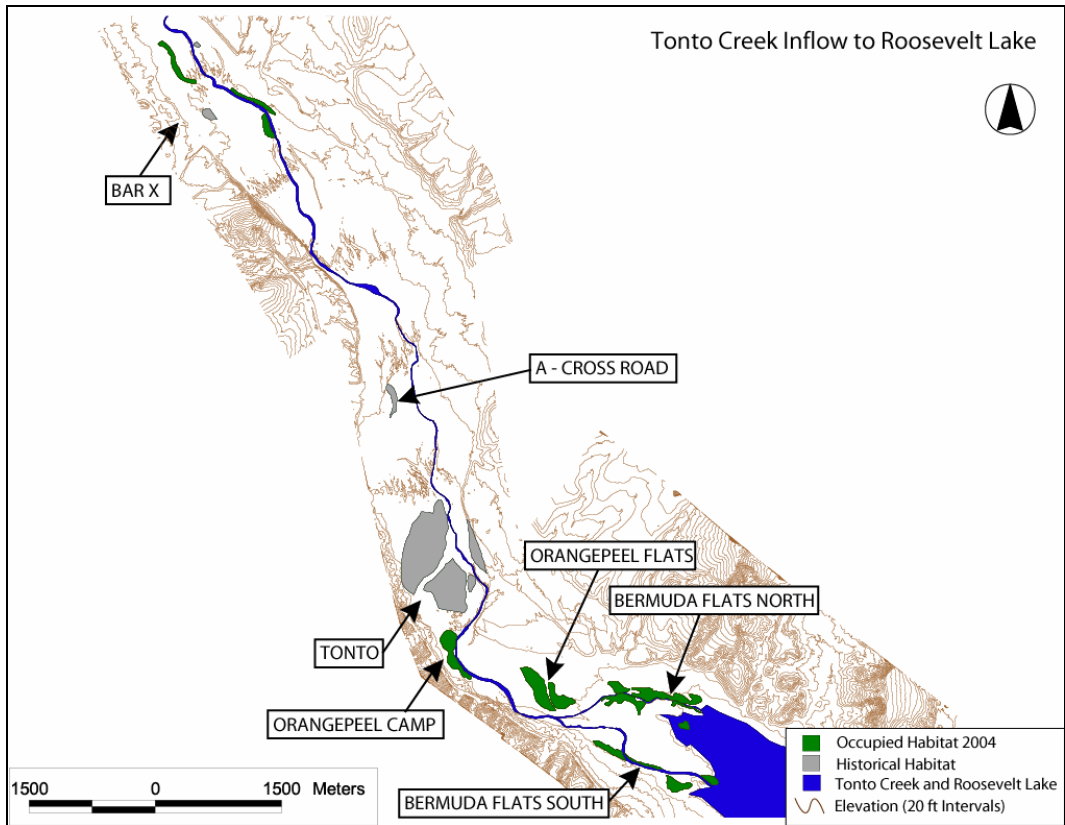 Tonto Creek Inflow to Roosevelt Lake
BAR X
A - CROSS ROAD
ORANGEPEEL FLATS
BERMUDA FLATS NORTH
TONTO
ORANGEPEEL CAMP
BERMUDA FLATS SOUTH
Occupied Habitat 2004
Historical Habitat
Tonto Creek and Roosevelt Lake
Elevation (20 ft Intervals)
1500 0 1500 Meters